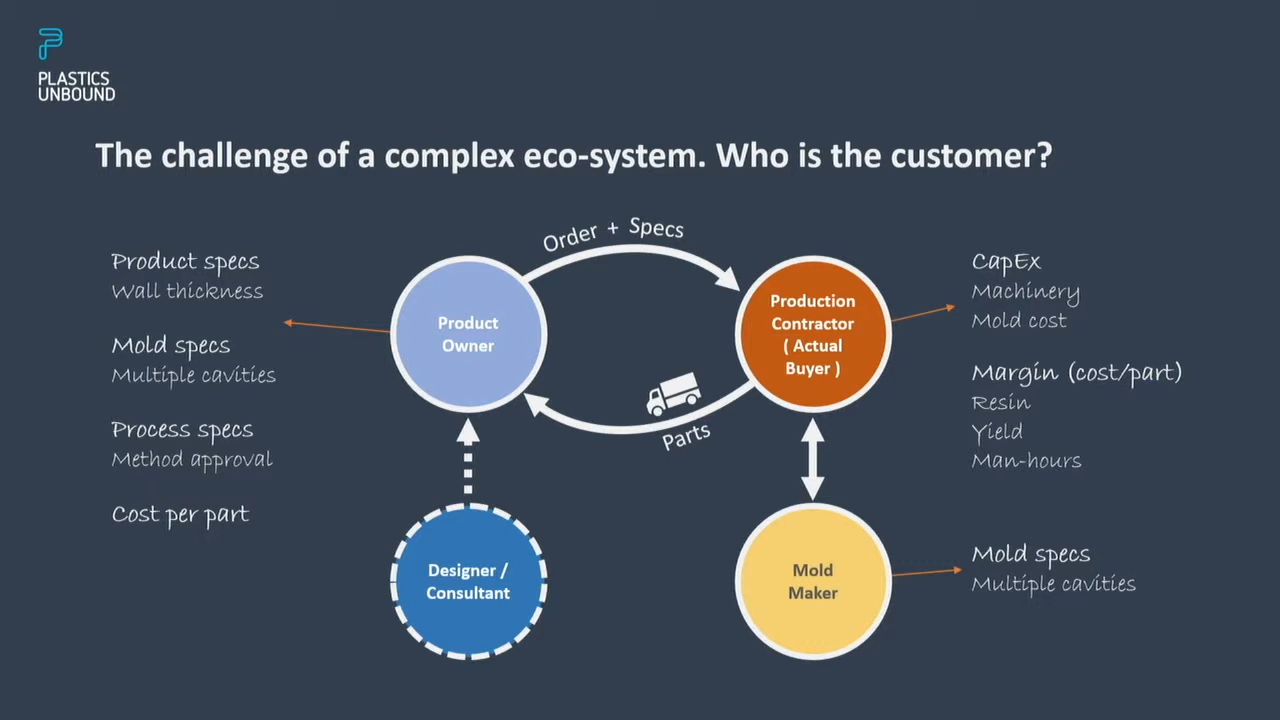 PLASTICS
UNBOUND
The challenge of a complex eco-system. Who is the customer?
Order + Specs
Product specs
Wall thickness
Mold specs
Multiple cavities
Process specs
Method approval
Cost per part
Product
Owner
Production
Contractor
( Actual
Buyer )
Parts
CapEx
Machinery
Mold cost
Margin (cost/part)
Resin
Yield
Man-hours
Designer /
Consultant
Mold
Maker
Mold specs
Multiple cavities